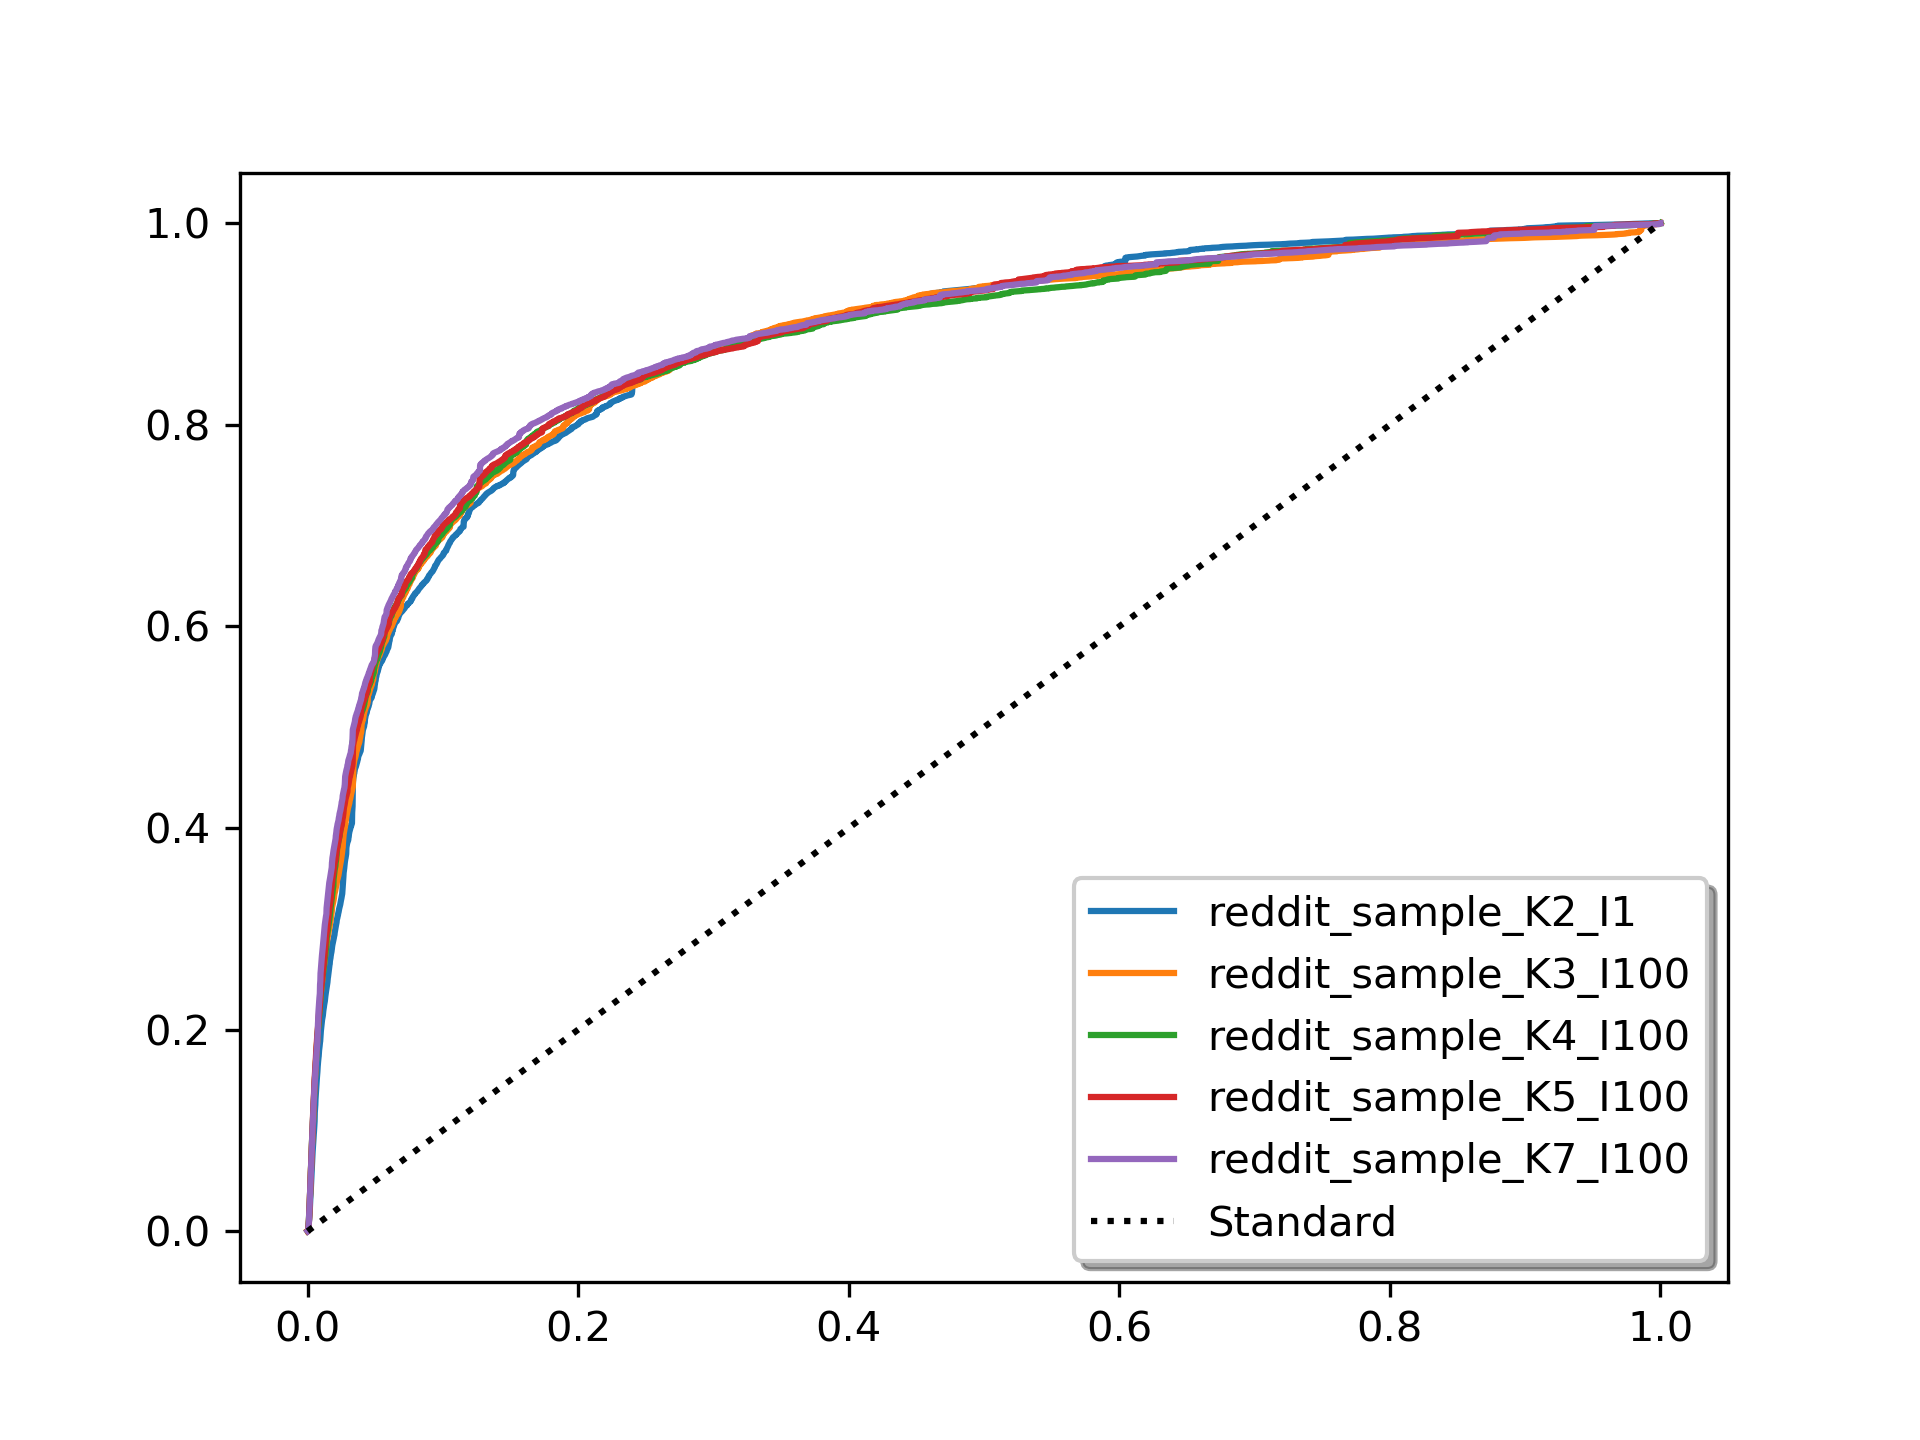 1.0
0.8
0.6
0.4
0.2
0.0
0.0 0.2 0.4 0.6 0.8 1.0
reddit_sample_K2_I1
reddit_sample_K3_I100
reddit_sample_K4_I100
reddit_sample_K5_I100
reddit_sample_K7_I100
Standard